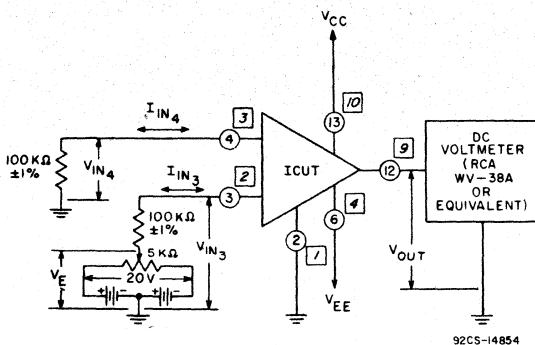 VCC
IIN4
3
10
4
13
100KΩ
±1%
VIN4
IIN3
2
ICUT
9
12
DC
VOLTMETER
(RCA
WV-38A
OR
EQUIVALENT)
3
4
6
100KΩ
±1%
VIN3
2
1
VOUT
5KΩ
VE
20V
+ - + -
VEE
92CS-14854